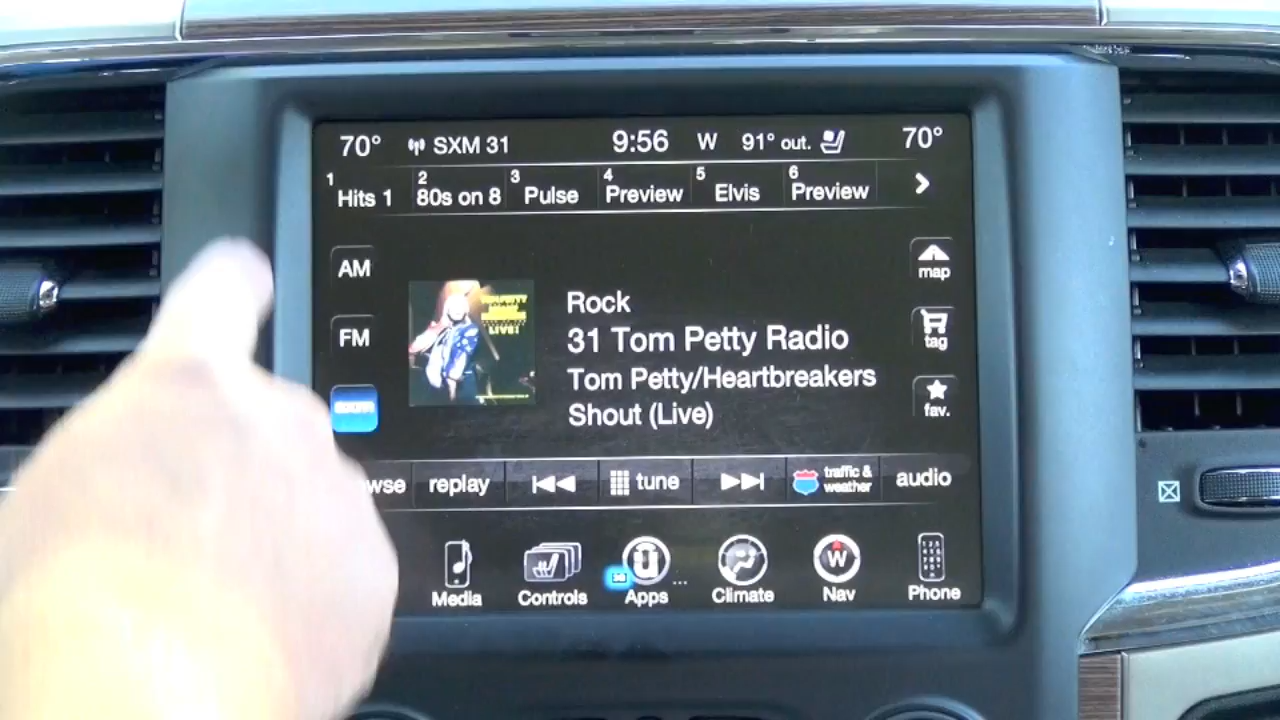 70° SXM 31 9:56 W 91° out. 70°
1 Hits 1 2 80s on 8 3 Pulse 4 Preview 5 Elvis 6 Preview
AM
map
FM
LIVE!
Rock
31 Tom Petty Radio
Tom Petty/Heartbreakers
Shout (Live)
tag
fav.
wse replay tune traffic & weather audio
Media Controls Apps ... Climate W Nav Phone